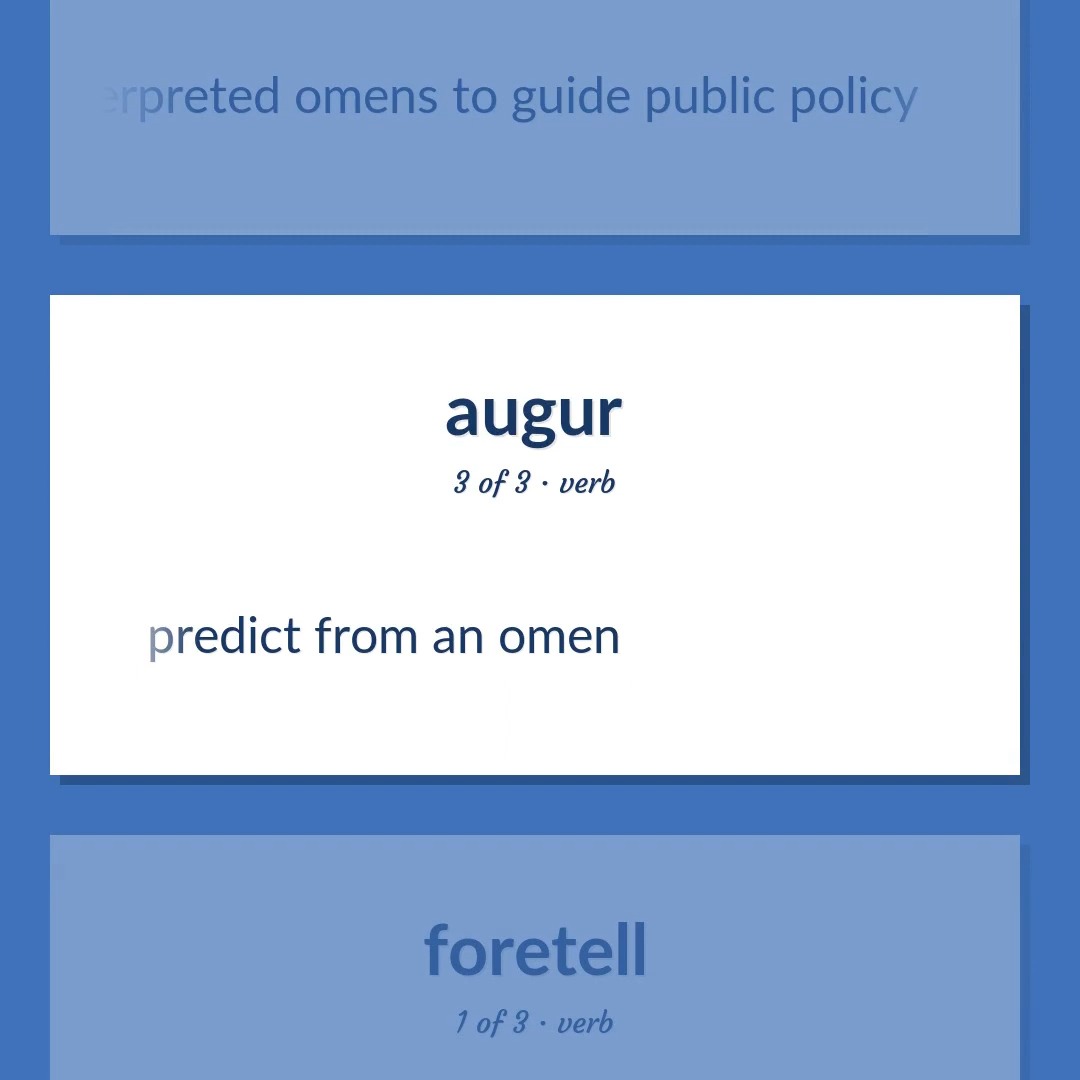 erpreted omens to guide public policy
augur
3 of 3 · verb
predict from an omen
foretell
1 of 3 · verb